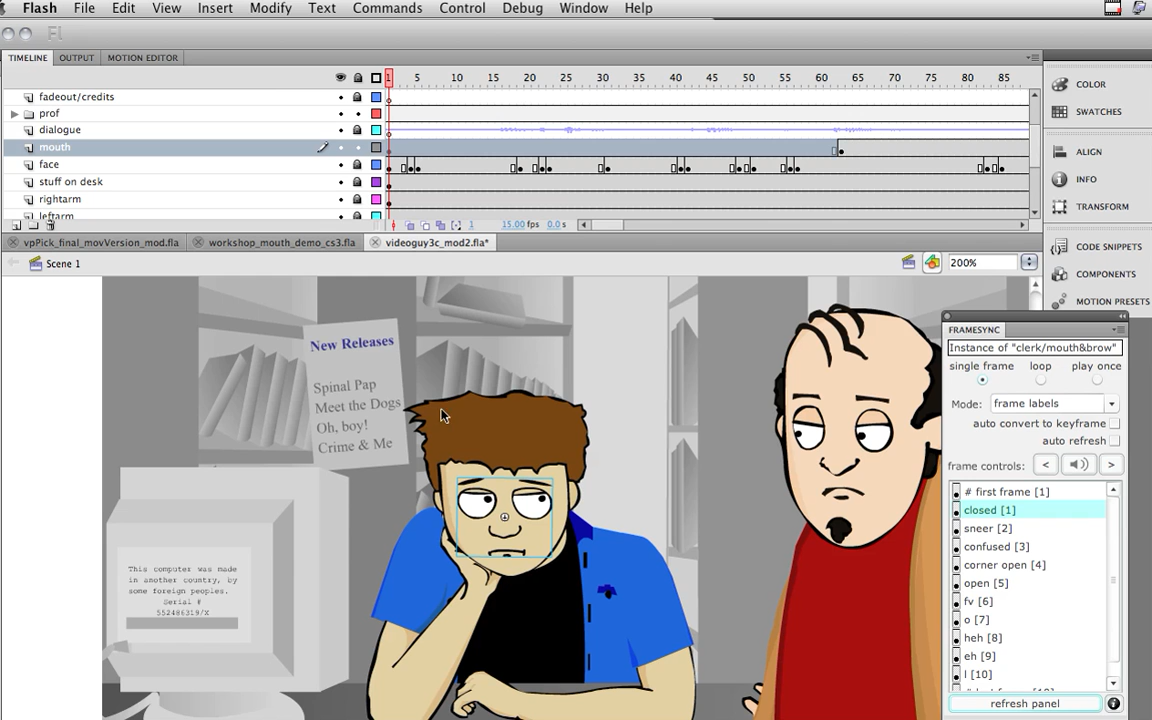 Flash File Edit View Insert Modify Text Commands Control Debug Window Help
Fl
TIMELINE OUTPUT MOTION EDITOR
1 5 10 15 20 25 30 35 40 45 50 55 60 65 70 75 80 85
fadeout/credits
prof
dialogue
mouth
face
stuff on desk
rightarm
leftarm
1 15.00 fps 0.0 s
vpPick_final_movVersion_mod.fla workshop_mouth_demo_cs3.fla videoguy3c_mod2.fla*
Scene 1
200%
COLOR
SWATCHES
ALIGN
INFO
TRANSFORM
CODE SNIPPETS
COMPONENTS
MOTION PRESETS
New Releases
Spinal Pap
Meet the Dogs
Oh, boy!
Crime & Me
This computer was made
in another country, by
some foreign peoples.
Serial #
552486319/X
FRAMESYNC
Instance of "clerk/mouth&brow"
single frame loop play once
Mode: frame labels
auto convert to keyframe
auto refresh
frame controls: < >
# first frame [1]
closed [1]
sneer [2]
confused [3]
corner open [4]
open [5]
fv [6]
o [7]
heh [8]
eh [9]
l [10]
refresh panel